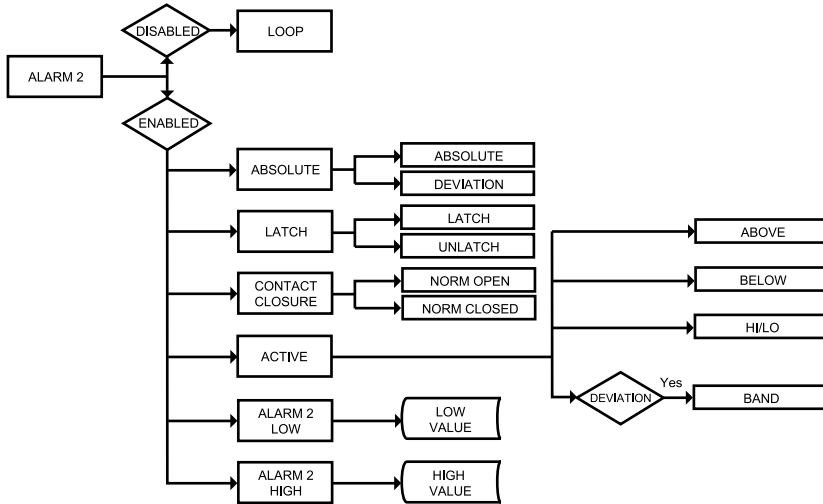 DISABLED
LOOP
ALARM 2
ENABLED
ABSOLUTE
ABSOLUTE
DEVIATION
LATCH
LATCH
UNLATCH
CONTACT
CLOSURE
NORM OPEN
NORM CLOSED
ACTIVE
ABOVE
BELOW
HI/LO
DEVIATION
Yes
BAND
ALARM 2
LOW
LOW
VALUE
ALARM 2
HIGH
HIGH
VALUE